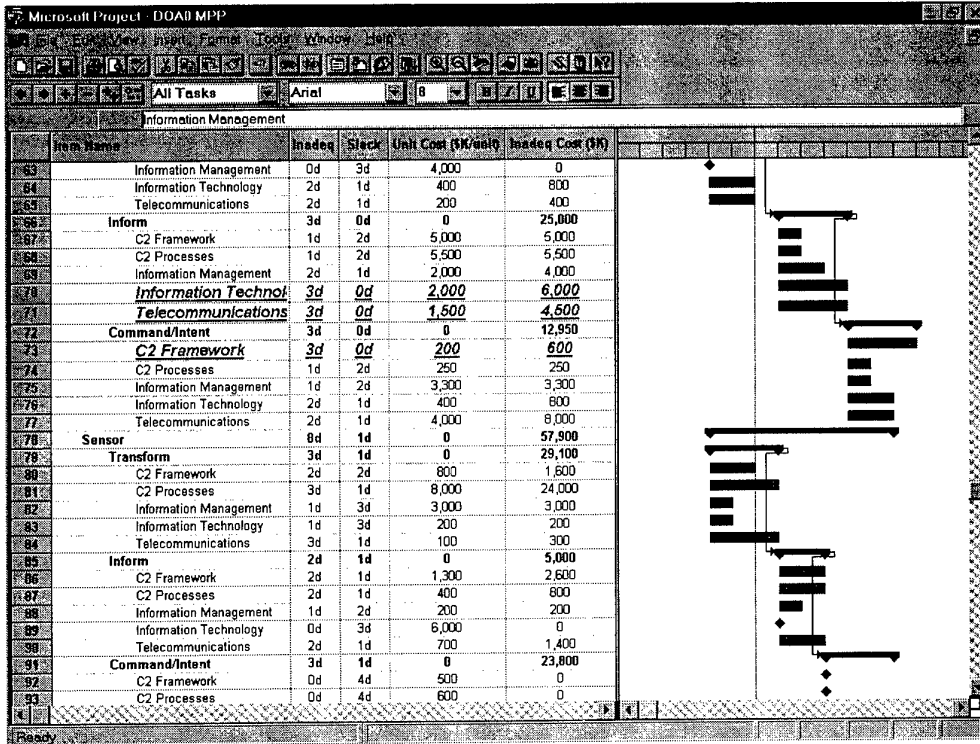 Microsoft Project - DOA0 MPP
File Edit View Insert Format Tools Window Help
All Tasks Arial 8 B I U
Information Management
Item Name Inadeq Slack Unit Cost ($K/unit) Inadeq Cost ($K)
63 Information Management 0d 3d 4,000 0
64 Information Technology 2d 1d 400 800
65 Telecommunications 2d 1d 200 400
66 Inform 3d 0d 0 25,000
67 C2 Framework 1d 2d 5,000 5,000
68 C2 Processes 1d 2d 5,500 5,500
69 Information Management 2d 1d 2,000 4,000
70 Information Technol 3d 0d 2,000 6,000
71 Telecommunications 3d 0d 1,500 4,500
72 Command/Intent 3d 0d 0 12,950
73 C2 Framework 3d 0d 200 600
74 C2 Processes 1d 2d 250 250
75 Information Management 1d 2d 3,300 3,300
76 Information Technology 2d 1d 400 800
77 Telecommunications 2d 1d 4,000 8,000
78 Sensor 8d 1d 0 57,900
79 Transform 3d 1d 0 29,100
80 C2 Framework 2d 2d 800 1,600
81 C2 Processes 3d 1d 8,000 24,000
82 Information Management 1d 3d 3,000 3,000
83 Information Technology 1d 3d 200 200
84 Telecommunications 3d 1d 100 300
85 Inform 2d 1d 0 5,000
86 C2 Framework 2d 1d 1,300 2,600
87 C2 Processes 2d 1d 400 800
88 Information Management 1d 2d 200 200
89 Information Technology 0d 3d 6,000 0
90 Telecommunications 2d 1d 700 1,400
91 Command/Intent 3d 1d 0 23,800
92 C2 Framework 0d 4d 500 0
93 C2 Processes 0d 4d 600 0
Ready